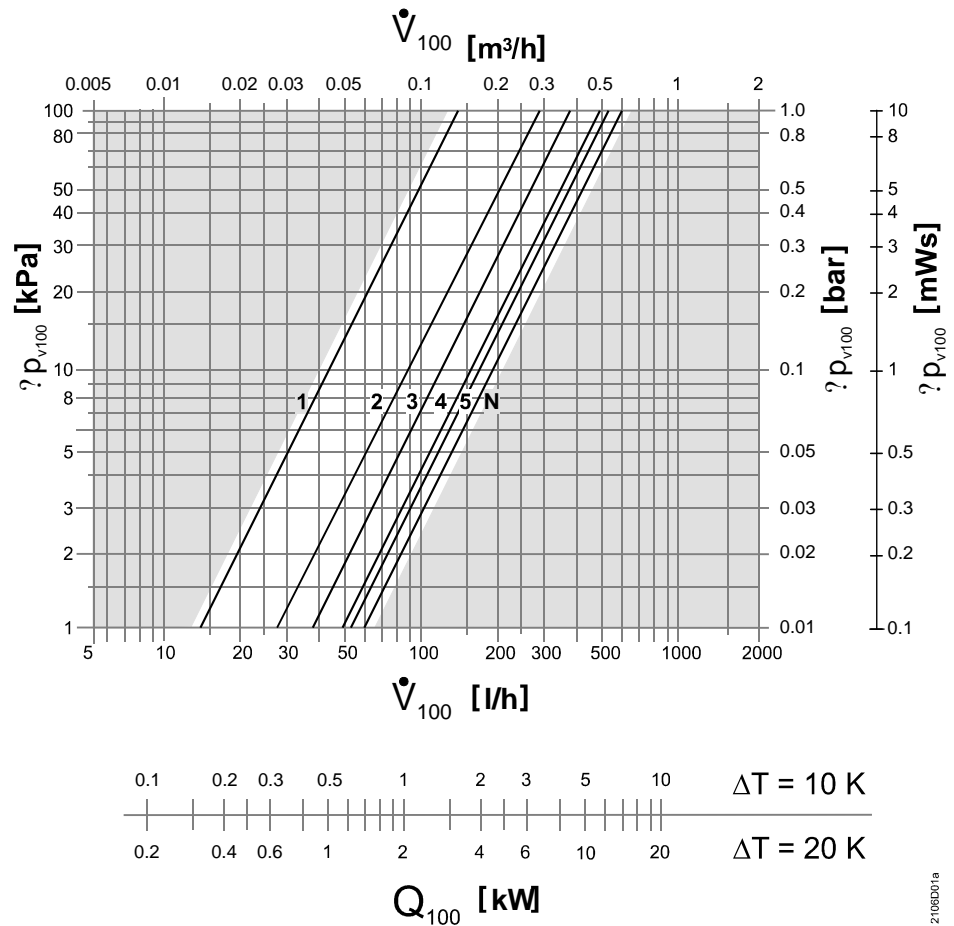 V̇100 [m³/h]
0.005 0.01 0.02 0.03 0.05 0.1 0.2 0.3 0.5 1 2
100 1.0 10
80 0.8 8
50 0.5 5
40 0.4 4
30 0.3 3
20 0.2 2
10 0.1 1
8 1 2 3 4 5 N
5 0.05 0.5
3 0.03 0.3
2 0.02 0.2
1 0.01 0.1
? pv100 [kPa]
? pv100 [bar]
? pv100 [mWs]
5 10 20 30 50 100 200 300 500 1000 2000
V̇100 [l/h]
0.1 0.2 0.3 0.5 1 2 3 5 10 ΔT = 10 K
0.2 0.4 0.6 1 2 4 6 10 20 ΔT = 20 K
Q100 [kW]
2106D01a